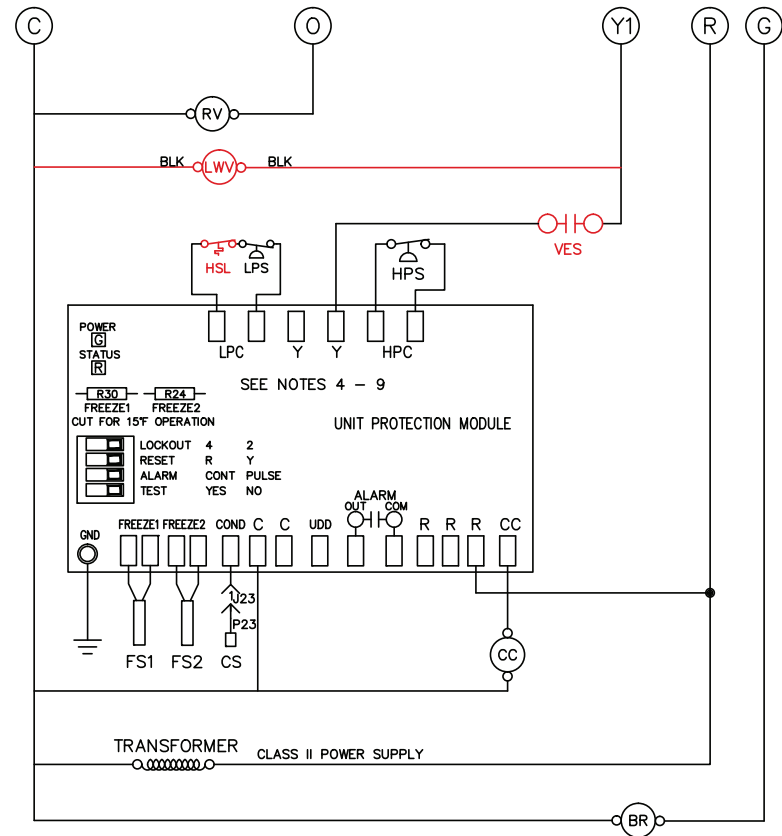 C O Y1 R G
RV
BLK LWV BLK
VES
HSL LPS
HPS
LPC Y Y HPC
POWER
G
STATUS
R
SEE NOTES 4 - 9
R30 R24
FREEZE1 FREEZE2
CUT FOR 15°F OPERATION
UNIT PROTECTION MODULE
LOCKOUT 4 2
RESET R Y
ALARM CONT PULSE
TEST YES NO
ALARM
OUT COM
GND
FREEZE1 FREEZE2 COND C C UDD R R R CC
1 J23
P23
FS1 FS2 CS
CC
TRANSFORMER
CLASS II POWER SUPPLY
BR